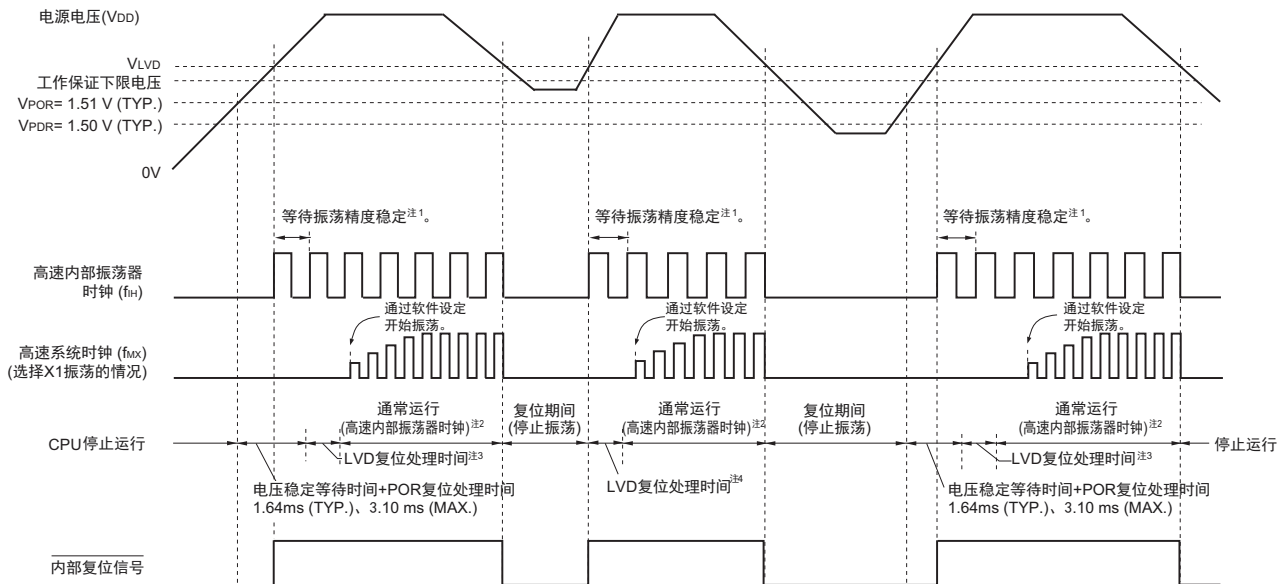 电源电压(VDD)
VLVD
工作保证下限电压
VPOR= 1.51 V (TYP.)
VPDR= 1.50 V (TYP.)
0V
等待振荡精度稳定注1。
等待振荡精度稳定注1。
等待振荡精度稳定注1。
高速内部振荡器
时钟 (fIH)
通过软件设定
开始振荡。
通过软件设定
开始振荡。
通过软件设定
开始振荡。
高速系统时钟 (fMX)
(选择X1振荡的情况)
CPU停止运行
通常运行
(高速内部振荡器时钟)注2
复位期间
(停止振荡)
通常运行
(高速内部振荡器时钟)注2
复位期间
(停止振荡)
通常运行
(高速内部振荡器时钟)注2
停止运行
LVD复位处理时间注3
电压稳定等待时间+POR复位处理时间
1.64ms (TYP.)、3.10 ms (MAX.)
LVD复位处理时间注4
LVD复位处理时间注3
电压稳定等待时间+POR复位处理时间
1.64ms (TYP.)、3.10 ms (MAX.)
内部复位信号